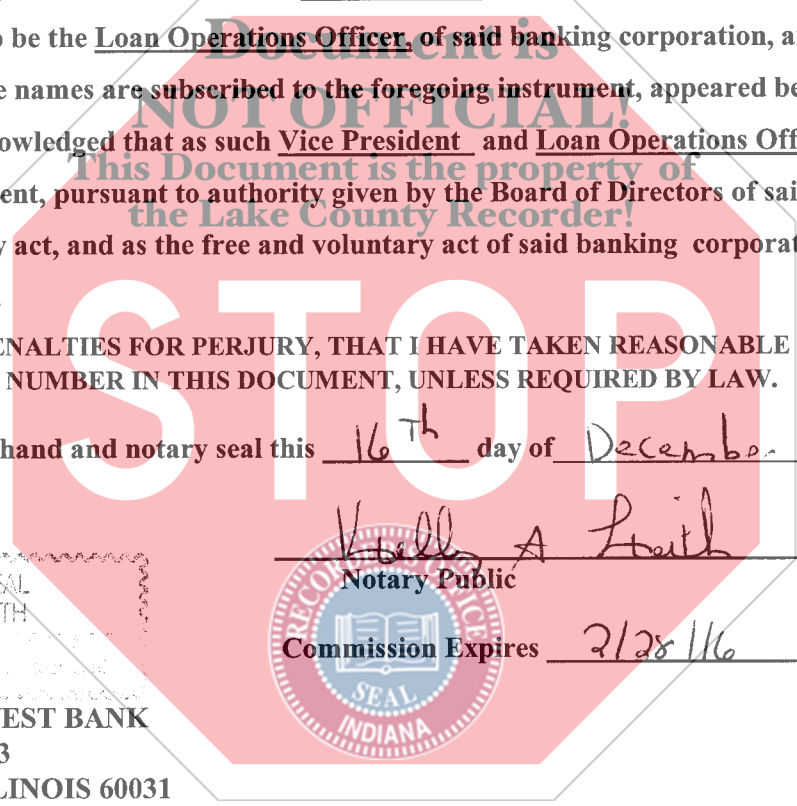 Document is
o be the Loan Operations Officer, of said banking corporation, a
e names are subscribed to the foregoing instrument, appeared be
NOT OFFICIAL!
owledged that as such Vice President and Loan Operations Off
This Document is the property of
ent, pursuant to authority given by the Board of Directors of sai
the Lake County Recorder!
y act, and as the free and voluntary act of said banking corporat
STOP
ENALTIES FOR PERJURY, THAT I HAVE TAKEN REASONABLE
NUMBER IN THIS DOCUMENT, UNLESS REQUIRED BY LAW.
hand and notary seal this 16Th day of December
Kelly A
Notary Public
EAL
TH
RECORDER'S OFFICE
Commission Expires 2/28/16
SEAL
INDIANA
EST BANK
3
LINOIS 60031